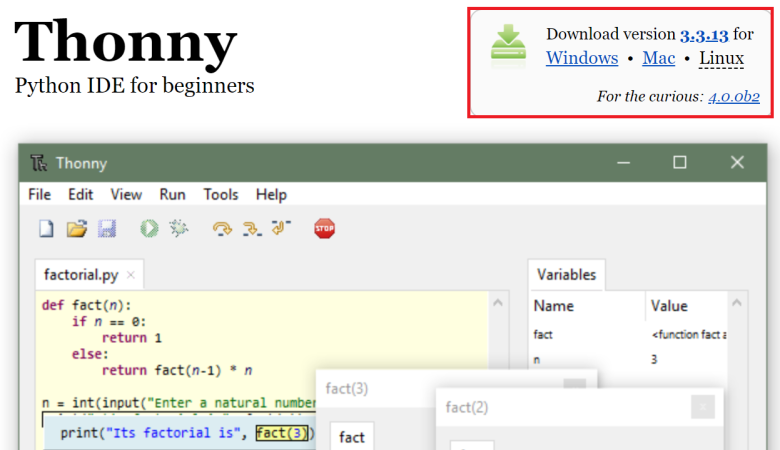 Thonny
Python IDE for beginners
Download version 3.3.13 for
Windows • Mac • Linux
For the curious: 4.0.0b2
Th Thonny
File Edit View Run Tools Help
STOP
factorial.py
def fact(n):
if n == 0:
return 1
else:
return fact(n-1) * n
n = int(input("Enter a natural number
print("Its factorial is", fact(3))
Variables
Name Value
fact <function fact a
n 3
fact(3)
fact
fact(2)